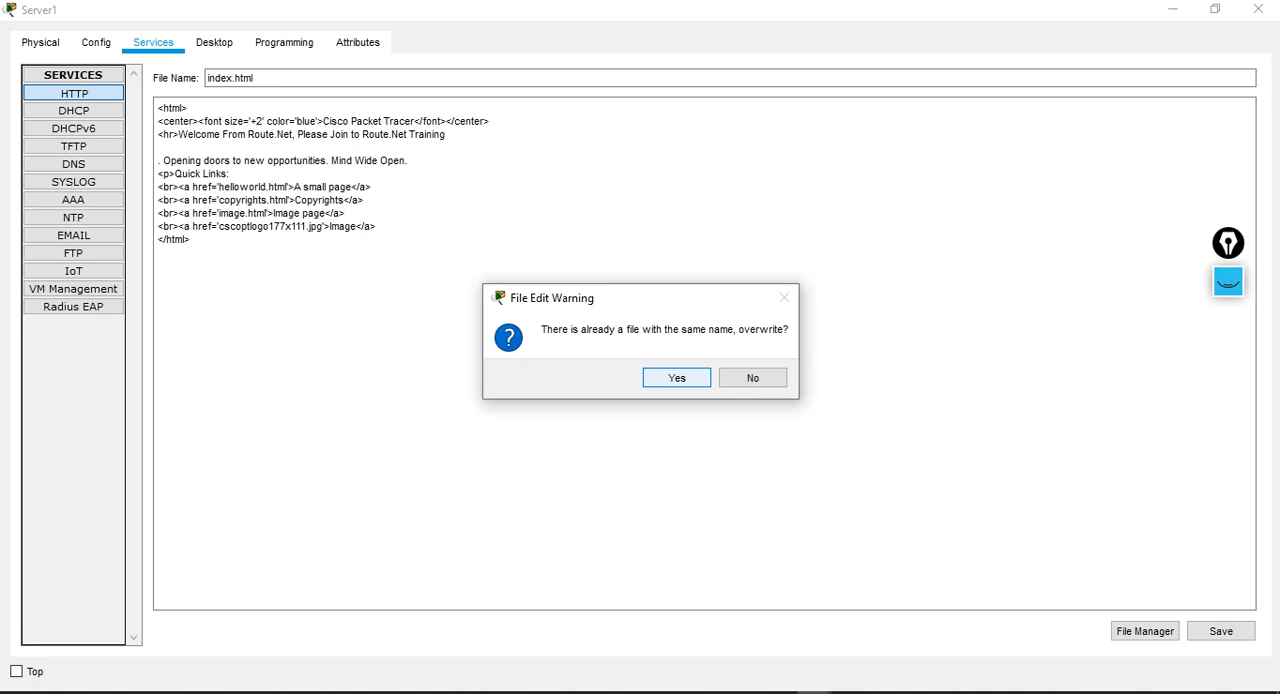 Server1
Physical Config Services Desktop Programming Attributes
SERVICES
HTTP
DHCP
DHCPv6
TFTP
DNS
SYSLOG
AAA
NTP
EMAIL
FTP
IoT
VM Management
Radius EAP
File Name: index.html
<html>
<center><font size='+2' color='blue'>Cisco Packet Tracer</font></center>
<hr>Welcome From Route.Net, Please Join to Route.Net Training
. Opening doors to new opportunities. Mind Wide Open.
<p>Quick Links:
<br><a href='helloworld.html'>A small page</a>
<br><a href='copyrights.html'>Copyrights</a>
<br><a href='image.html'>Image page</a>
<br><a href='cscoptlogo177x111.jpg'>Image</a>
</html>
File Edit Warning
There is already a file with the same name, overwrite?
Yes No
File Manager Save
Top